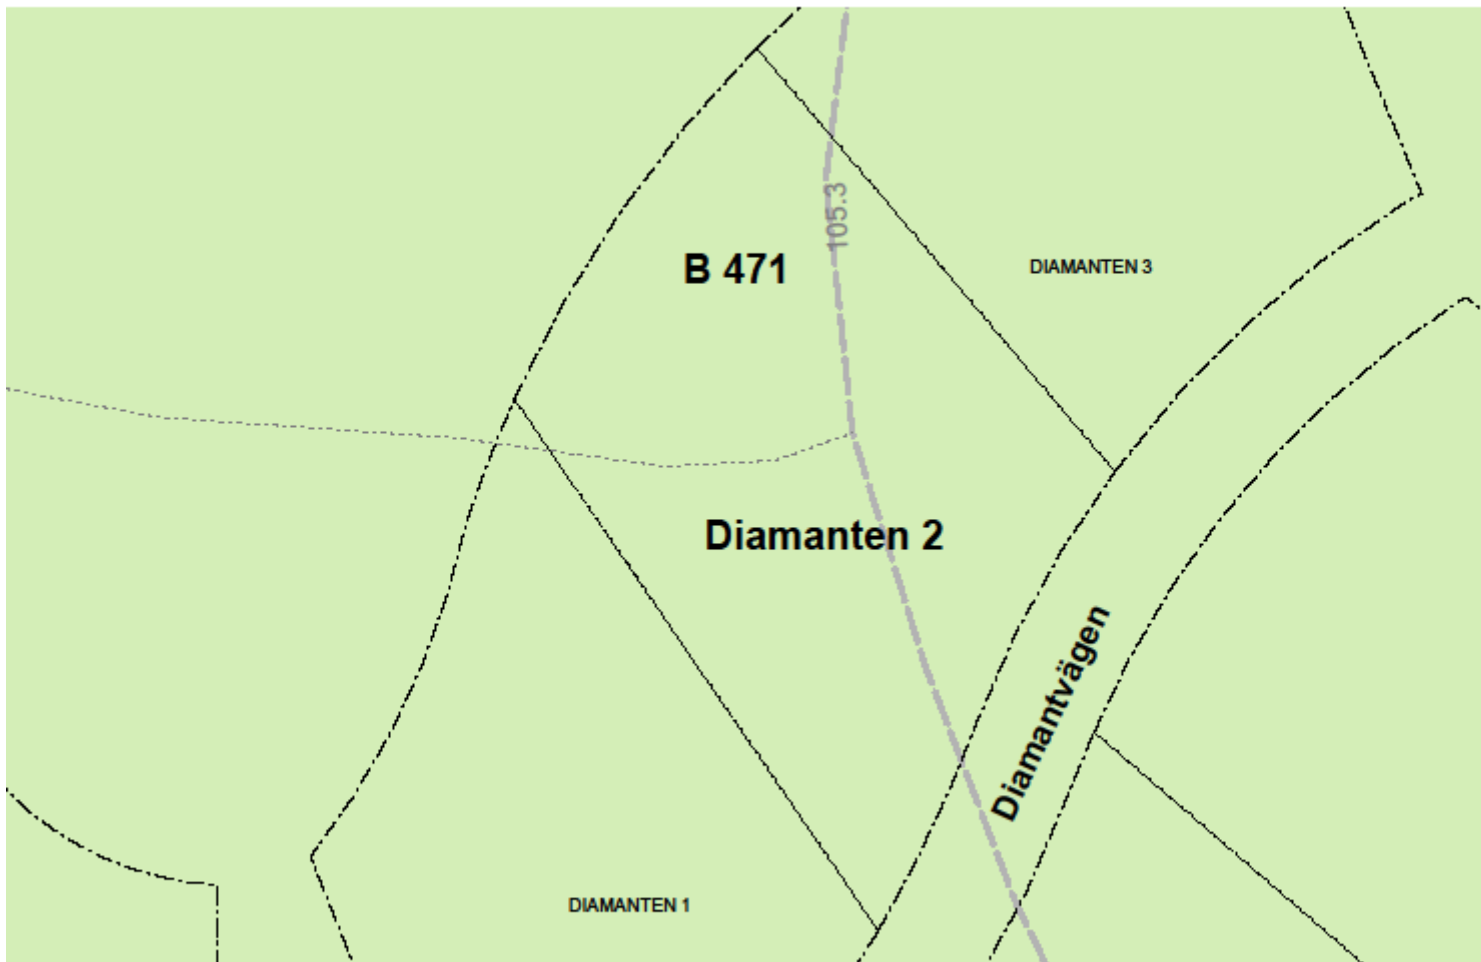 105.3
B 471
DIAMANTEN 3
Diamanten 2
Diamantvägen
DIAMANTEN 1